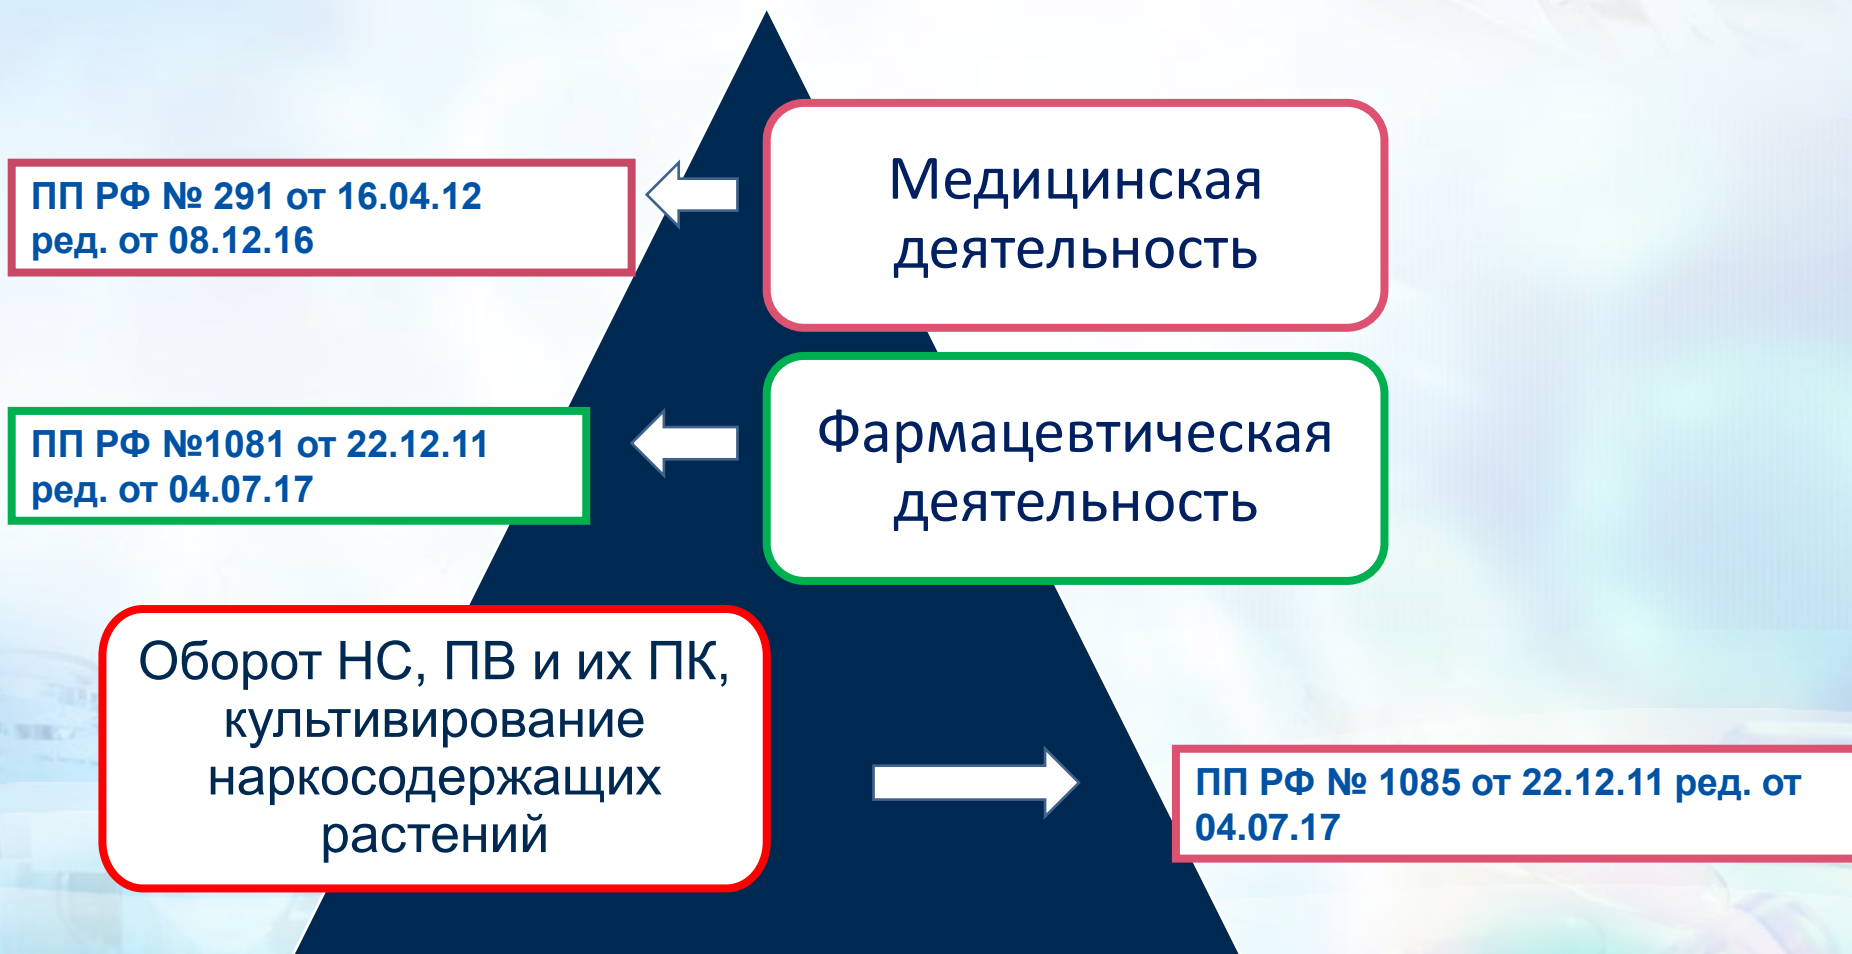 Медицинская
деятельность
ПП РФ № 291 от 16.04.12
ред. от 08.12.16
Фармацевтическая
деятельность
ПП РФ №1081 от 22.12.11
ред. от 04.07.17
Оборот НС, ПВ и их ПК,
культивирование
наркосодержащих
растений
ПП РФ № 1085 от 22.12.11 ред. от
04.07.17